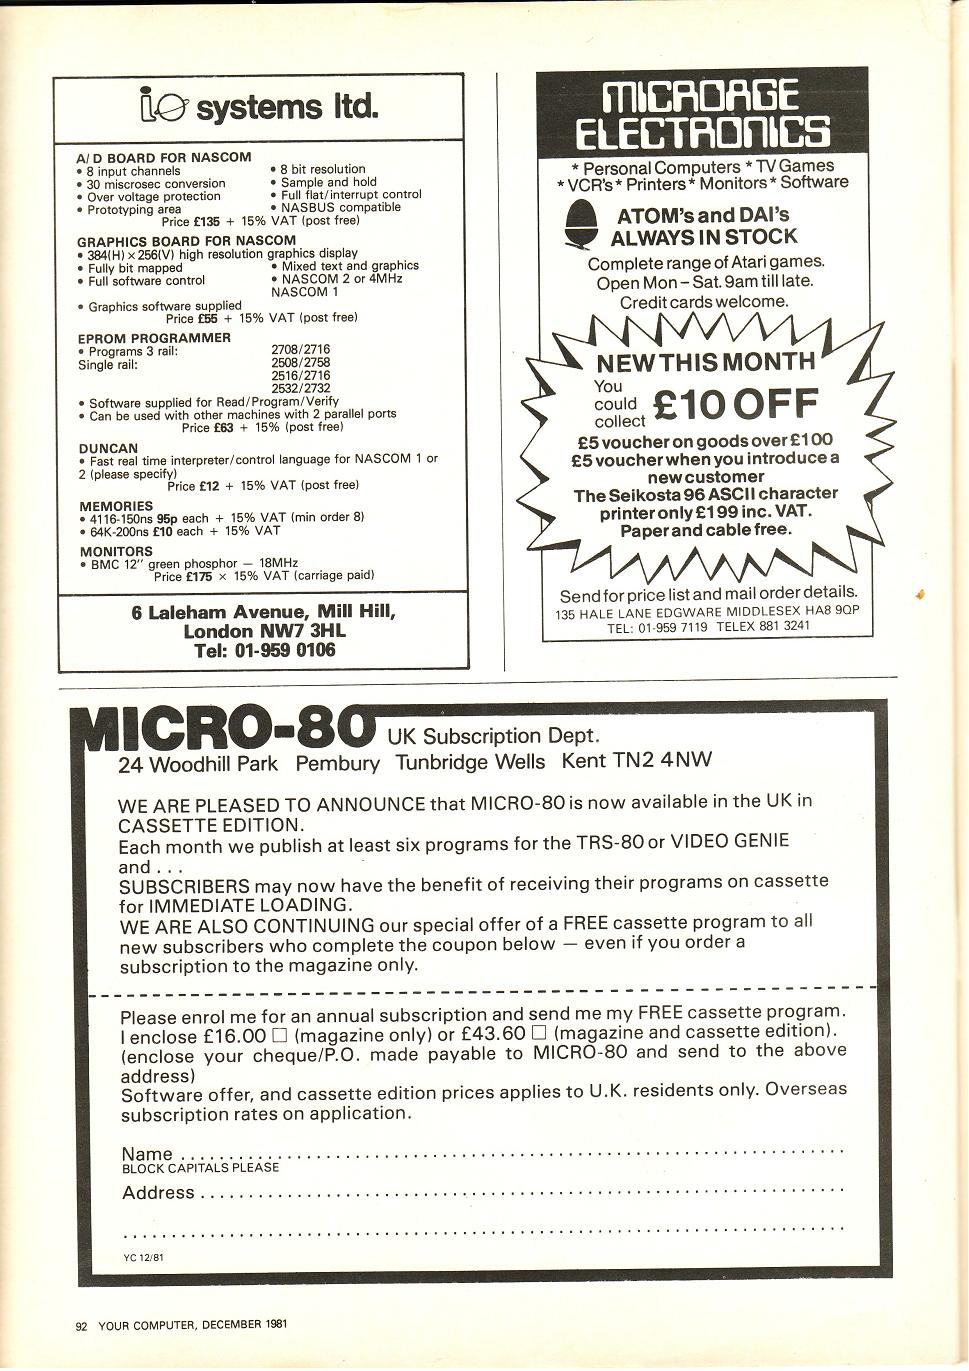 io systems ltd.
A/D BOARD FOR NASCOM
• 8 input channels
• 30 miscrosec conversion
• Over voltage protection
• Prototyping area
• 8 bit resolution
• Sample and hold
• Full flat/interrupt control
• NASBUS compatible
Price £135 + 15% VAT (post free)
GRAPHICS BOARD FOR NASCOM
• 384(H) × 256(V) high resolution graphics display
• Fully bit mapped
• Full software control
• Mixed text and graphics
• NASCOM 2 or 4MHz
NASCOM 1
• Graphics software supplied
Price £55 + 15% VAT (post free)
EPROM PROGRAMMER
• Programs 3 rail: 2708/2716
Single rail: 2508/2758
2516/2716
2532/2732
• Software supplied for Read/Program/Verify
• Can be used with other machines with 2 parallel ports
Price £63 + 15% (post free)
DUNCAN
• Fast real time interpreter/control language for NASCOM 1 or
2 (please specify)
Price £12 + 15% VAT (post free)
MEMORIES
• 4116-150ns 95p each + 15% VAT (min order 8)
• 64K-200ns £10 each + 15% VAT
MONITORS
• BMC 12" green phosphor — 18MHz
Price £175 × 15% VAT (carriage paid)
6 Laleham Avenue, Mill Hill,
London NW7 3HL
Tel: 01-959 0106
MICROAGE
ELECTRONICS
* Personal Computers * TV Games
* VCR's * Printers * Monitors * Software
ATOM's and DAI's
ALWAYS IN STOCK
Complete range of Atari games.
Open Mon – Sat. 9am till late.
Credit cards welcome.
NEW THIS MONTH
You
could
collect
£10 OFF
£5 voucher on goods over £100
£5 voucher when you introduce a
new customer
The Seikosta 96 ASCII character
printer only £199 inc. VAT.
Paper and cable free.
Send for price list and mail order details.
135 HALE LANE EDGWARE MIDDLESEX HA8 9QP
TEL: 01-959 7119 TELEX 881 3241
MICRO-80 UK Subscription Dept.
24 Woodhill Park Pembury Tunbridge Wells Kent TN2 4NW
WE ARE PLEASED TO ANNOUNCE that MICRO-80 is now available in the UK in
CASSETTE EDITION.
Each month we publish at least six programs for the TRS-80 or VIDEO GENIE
and . . .
SUBSCRIBERS may now have the benefit of receiving their programs on cassette
for IMMEDIATE LOADING.
WE ARE ALSO CONTINUING our special offer of a FREE cassette program to all
new subscribers who complete the coupon below — even if you order a
subscription to the magazine only.
Please enrol me for an annual subscription and send me my FREE cassette program.
I enclose £16.00 □ (magazine only) or £43.60 □ (magazine and cassette edition).
(enclose your cheque/P.O. made payable to MICRO-80 and send to the above
address)
Software offer, and cassette edition prices applies to U.K. residents only. Overseas
subscription rates on application.
Name
BLOCK CAPITALS PLEASE
Address
YC 12/81
92 YOUR COMPUTER, DECEMBER 1981